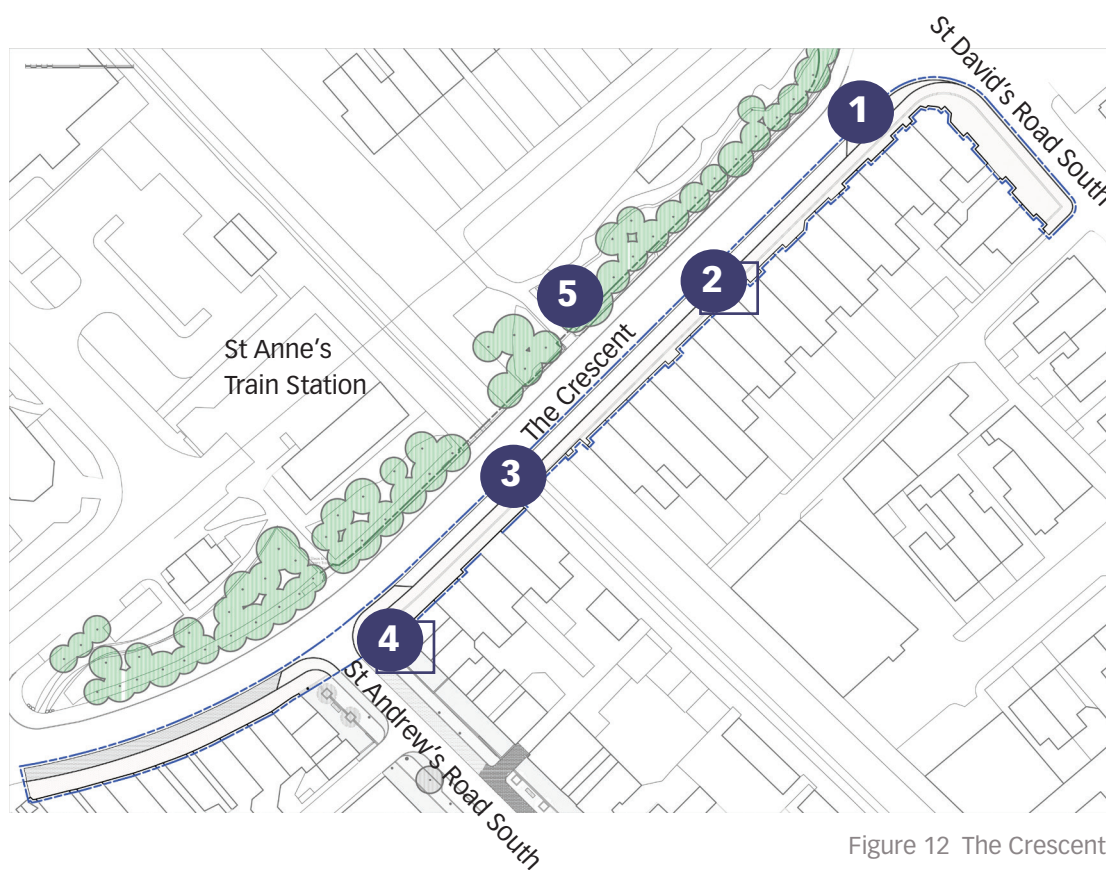 St David's Road South
1
2
5
St Anne's
Train Station
The Crescent
3
4
St Andrew's Road South
Figure 12 The Crescent